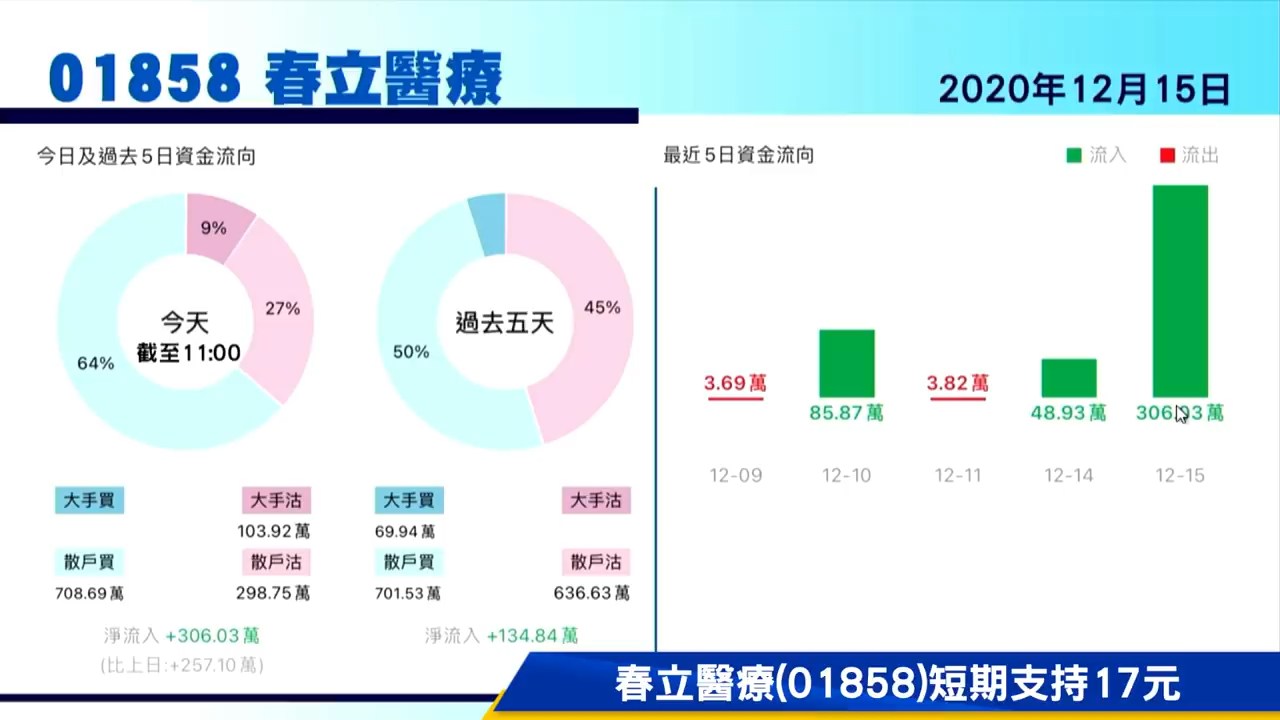 01858 春立醫療
2020年12月15日
今日及過去5日資金流向
最近5日資金流向
流入
流出
9%
27%
64%
今天
截至11:00
45%
50%
過去五天
3.69萬
85.87萬
3.82萬
48.93萬
306.03萬
12-09
12-10
12-11
12-14
12-15
大手買
大手沽
103.92萬
散戶買
散戶沽
708.69萬
298.75萬
淨流入 +306.03萬
(比上日:+257.10萬)
大手買
大手沽
69.94萬
散戶買
散戶沽
701.53萬
636.63萬
淨流入 +134.84萬
春立醫療(01858)短期支持17元